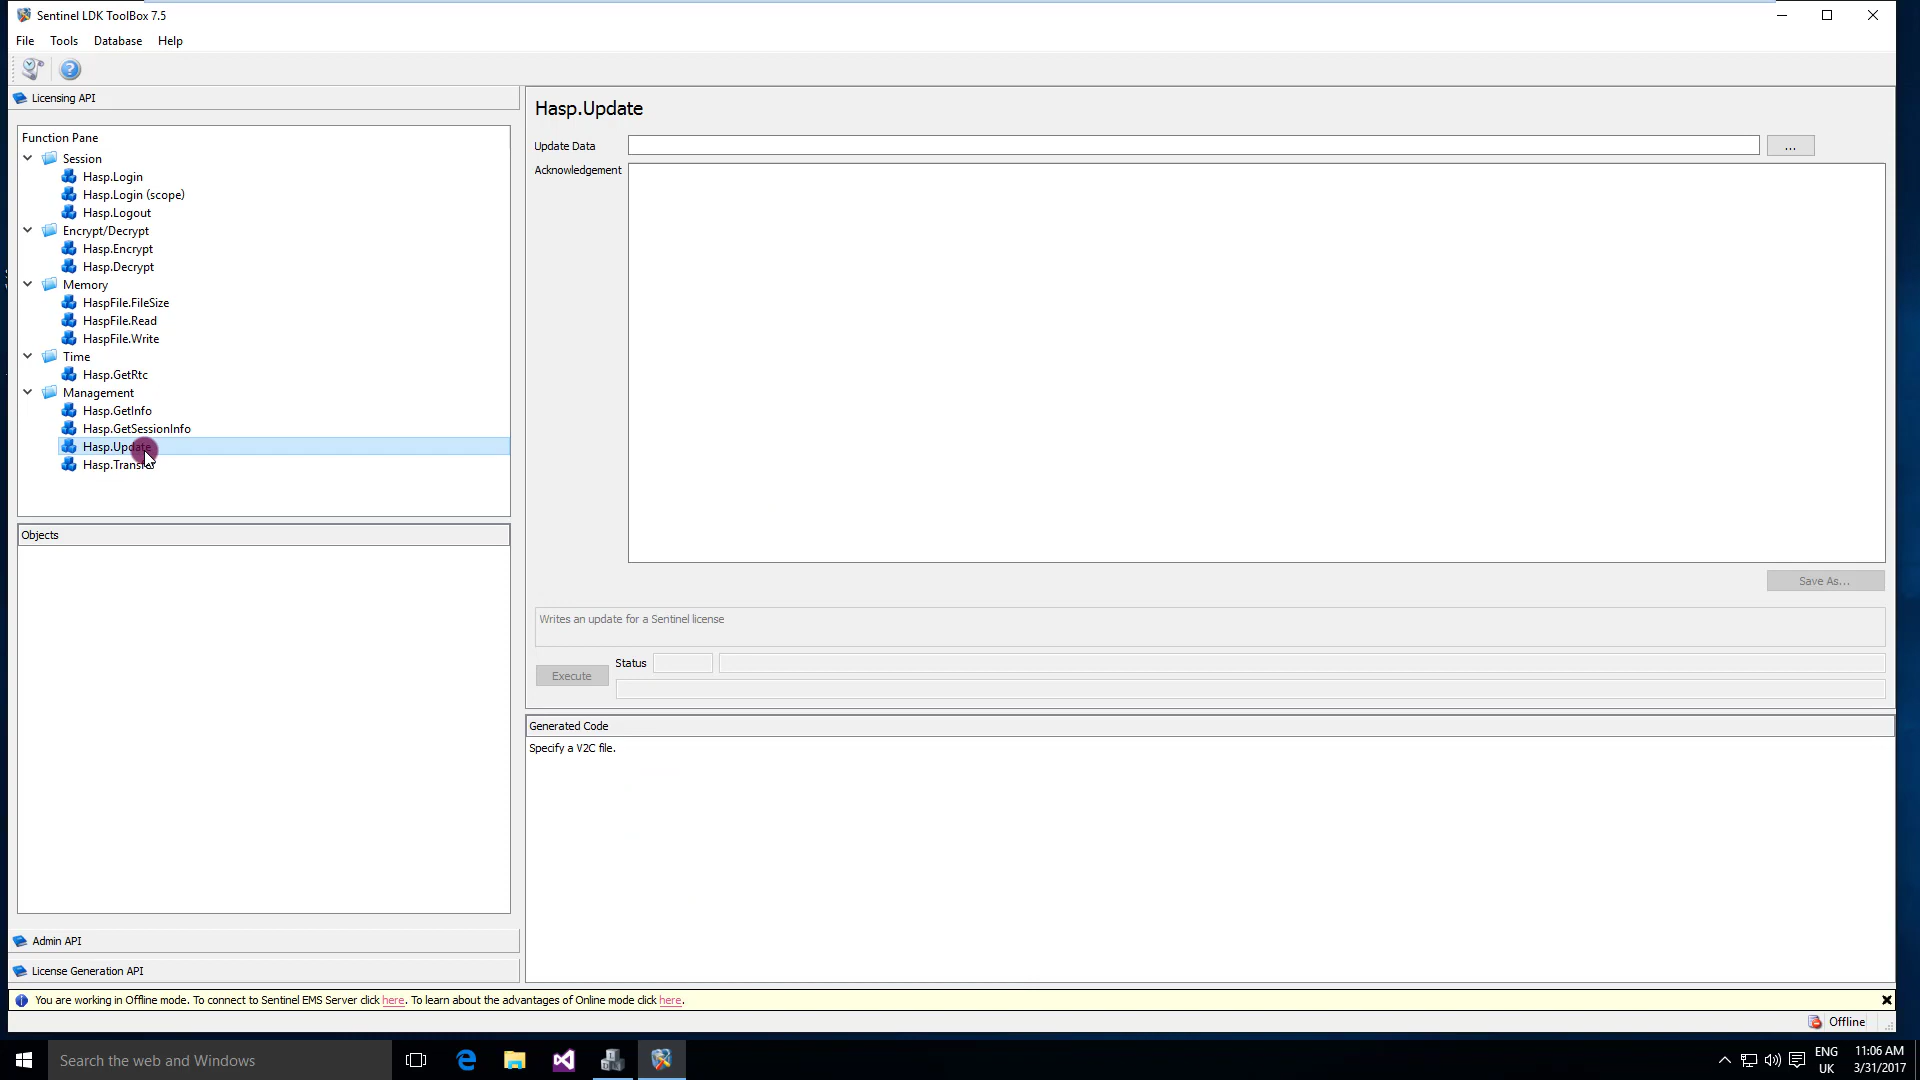 Sentinel LDK ToolBox 7.5
File Tools Database Help
Licensing API
Function Pane
Session
Hasp.Login
Hasp.Login (scope)
Hasp.Logout
Encrypt/Decrypt
Hasp.Encrypt
Hasp.Decrypt
Memory
HaspFile.FileSize
HaspFile.Read
HaspFile.Write
Time
Hasp.GetRtc
Management
Hasp.GetInfo
Hasp.GetSessionInfo
Hasp.Update
Hasp.Transfer
Objects
Admin API
License Generation API
Hasp.Update
Update Data
...
Acknowledgement
Save As...
Writes an update for a Sentinel license
Status
Execute
Generated Code
Specify a V2C file.
You are working in Offline mode. To connect to Sentinel EMS Server click here. To learn about the advantages of Online mode click here.
Offline
Search the web and Windows
ENG
UK
11:06 AM
3/31/2017